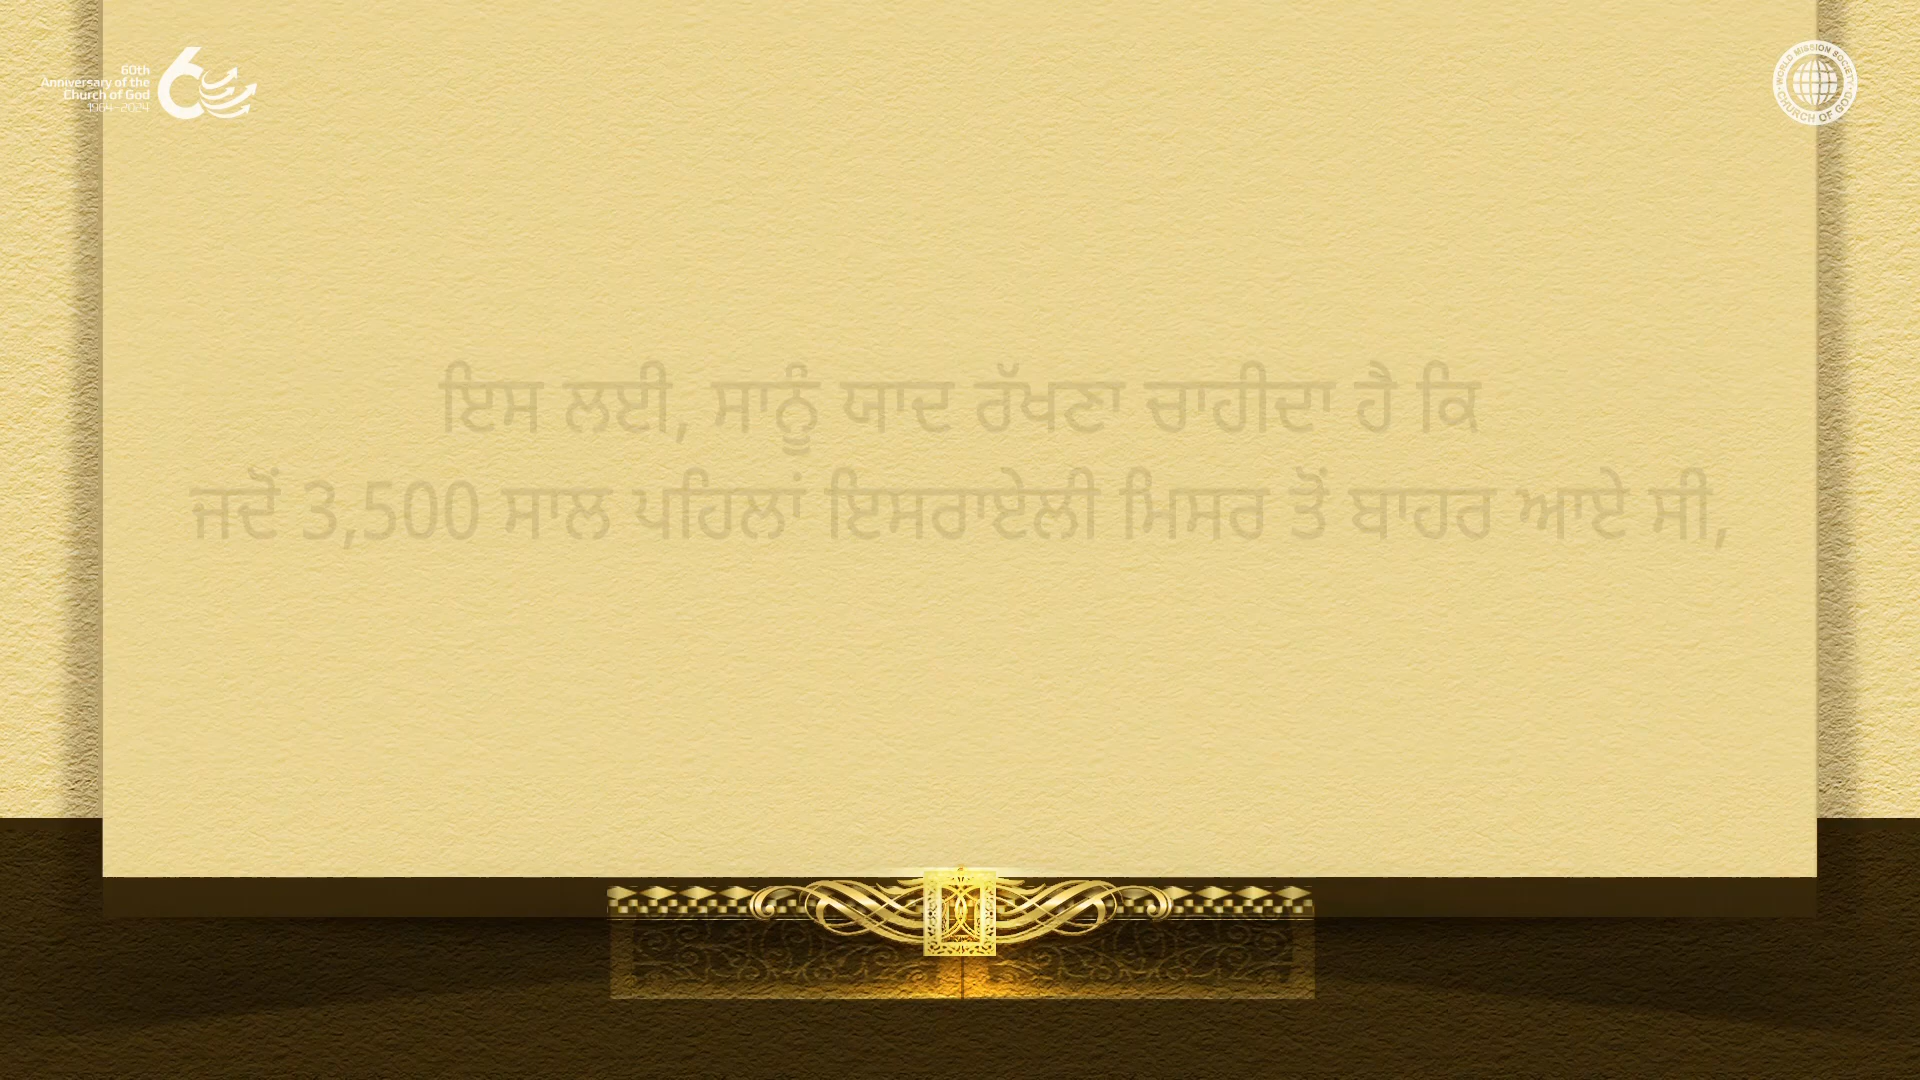 60th
Anniversary of the
Church of God
1964-2024
WORLD MISSION SOCIETY
CHURCH OF GOD
ਇਸ ਲਈ, ਸਾਨੂੰ ਯਾਦ ਰੱਖਣਾ ਚਾਹੀਦਾ ਹੈ ਕਿ
ਜਦੋਂ 3,500 ਸਾਲ ਪਹਿਲਾਂ ਇਸਰਾਏਲੀ ਮਿਸਰ ਤੋਂ ਬਾਹਰ ਆਏ ਸੀ,